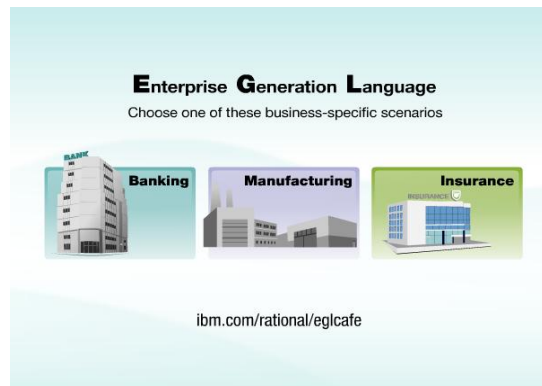 Enterprise Generation Language
Choose one of these business-specific scenarios
BANK
Banking
Manufacturing
INSURANCE
Insurance
ibm.com/rational/eglcafe